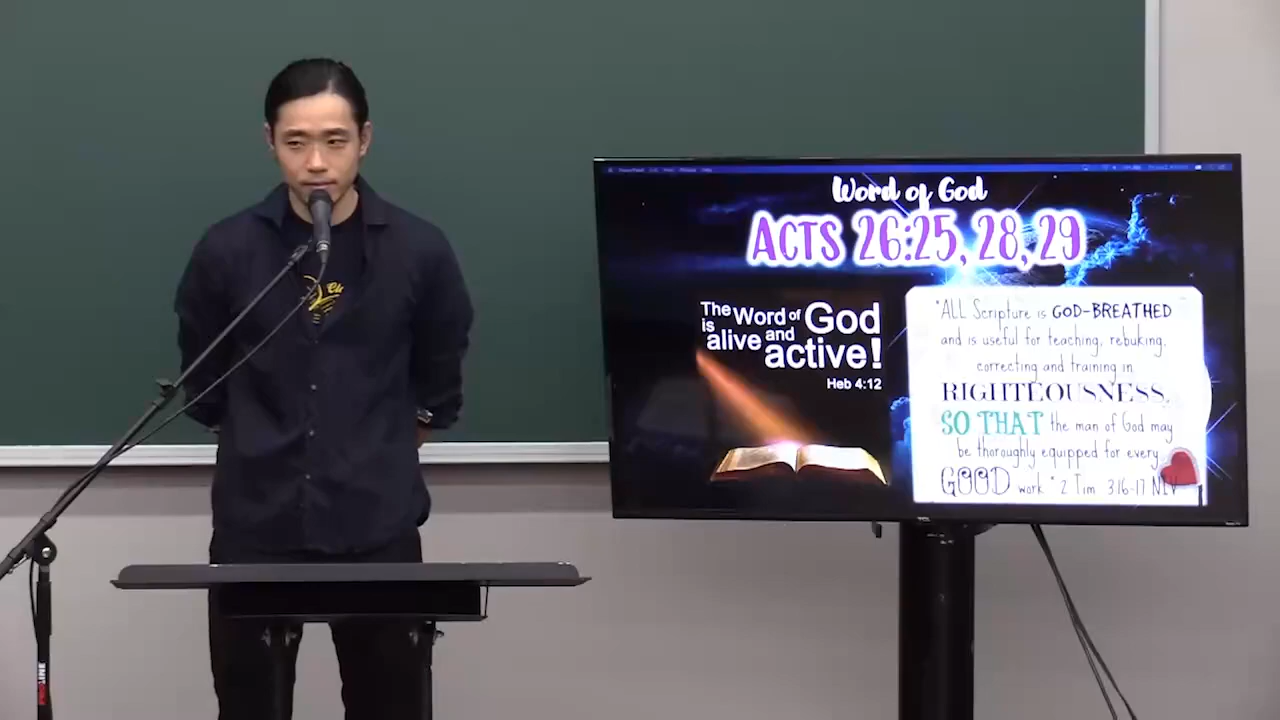 Word of God
ACTS 26:25, 28, 29
The Word of God
is alive and active!
Heb 4:12
"ALL Scripture is GOD-BREATHED
and is useful for teaching, rebuking,
correcting and training in
RIGHTEOUSNESS,
SO THAT the man of God may
be thoroughly equipped for every
GOOD work." 2 Tim 3:16-17 NIV
TCL